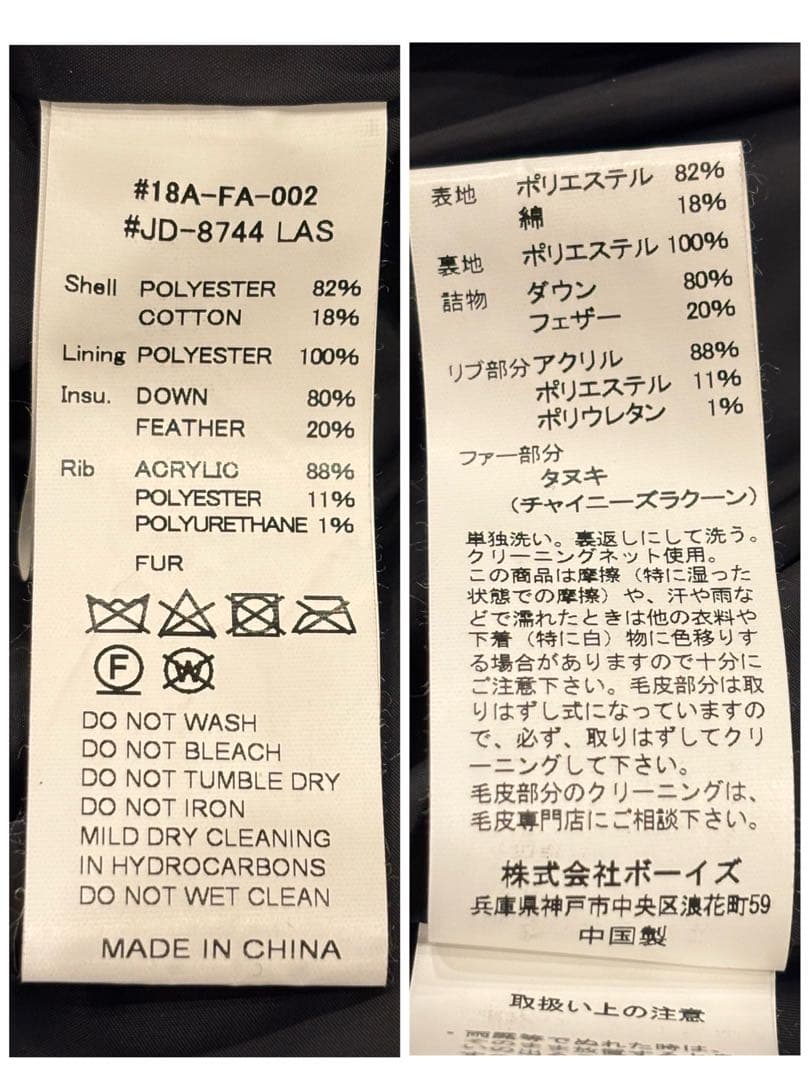 #18A-FA-002
#JD-8744 LAS
Shell POLYESTER 82%
COTTON 18%
Lining POLYESTER 100%
Insu. DOWN 80%
FEATHER 20%
Rib ACRYLIC 88%
POLYESTER 11%
POLYURETHANE 1%
FUR
F W
DO NOT WASH
DO NOT BLEACH
DO NOT TUMBLE DRY
DO NOT IRON
MILD DRY CLEANING
IN HYDROCARBONS
DO NOT WET CLEAN
MADE IN CHINA
表地 ポリエステル 82%
綿 18%
裏地 ポリエステル 100%
詰物 ダウン 80%
フェザー 20%
リブ部分 アクリル 88%
ポリエステル 11%
ポリウレタン 1%
ファー部分
タヌキ
(チャイニーズラクーン)
単独洗い。裏返しにして洗う。
クリーニングネット使用。
この商品は摩擦（特に湿った
状態での摩擦）や、汗や雨な
どで濡れたときは他の衣料や
下着（特に白）物に色移りす
る場合がありますので十分に
ご注意下さい。毛皮部分は取
りはずし式になっていますの
で、必ず、取りはずしてクリ
ーニングして下さい。
毛皮部分のクリーニングは、
毛皮専門店にご相談下さい。
株式会社ボーイズ
兵庫県神戸市中央区浪花町59
中国製
取扱い上の注意